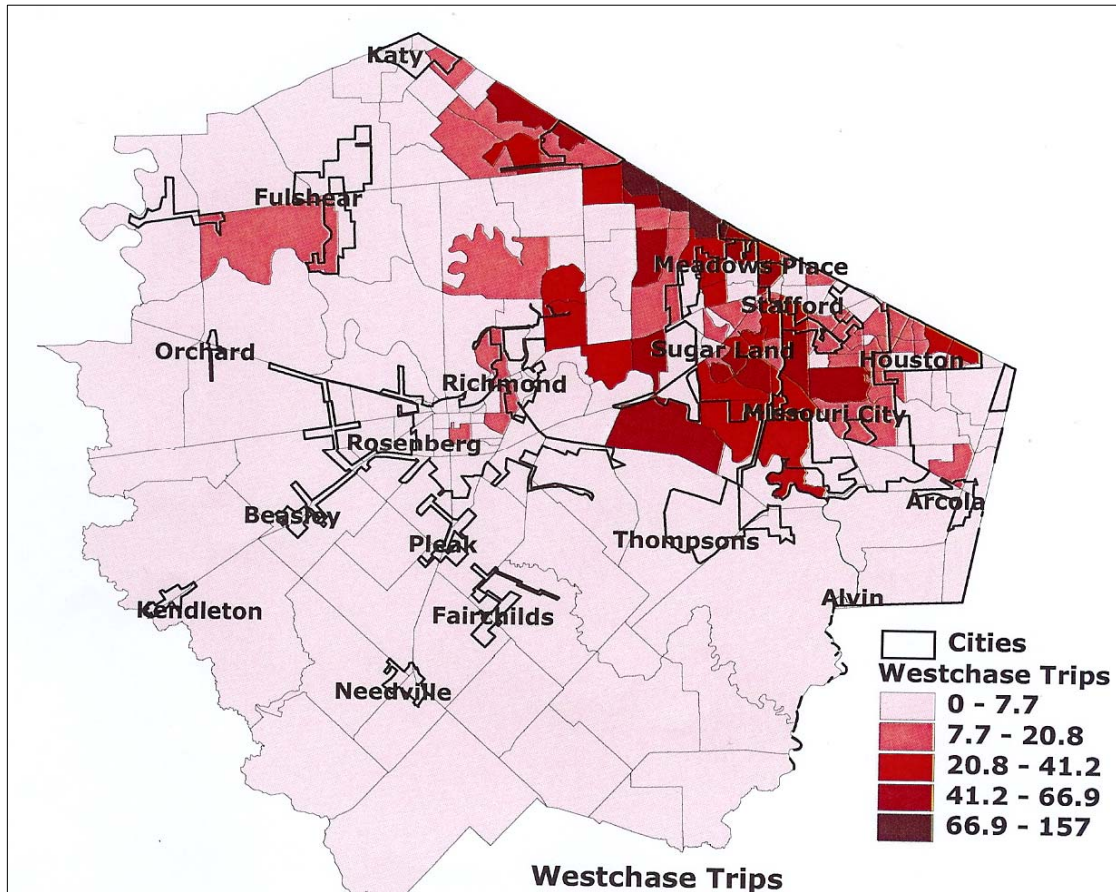 Katy
Fulshear
Meadows Place
Stafford
Orchard
Sugar Land
Houston
Richmond
Missouri City
Rosenberg
Arcola
Beasley
Thompsons
Pleak
Alvin
Kendleton
Fairchilds
Needville
Cities
Westchase Trips
0 - 7.7
7.7 - 20.8
20.8 - 41.2
41.2 - 66.9
66.9 - 157
Westchase Trips